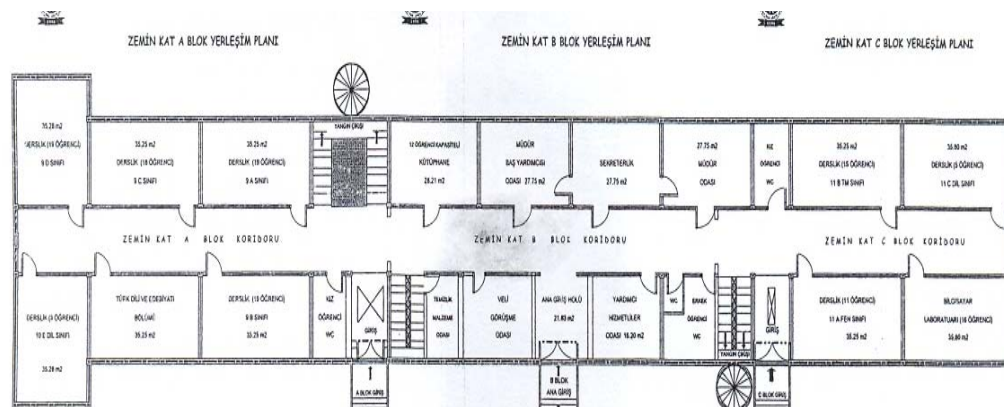 ZEMİN KAT A BLOK YERLEŞİM PLANI
ZEMİN KAT B BLOK YERLEŞİM PLANI
ZEMİN KAT C BLOK YERLEŞİM PLANI
35.28 m2
DERSLİK (19 ÖĞRENCİ)
9 D SINIFI
35.25 m2
DERSLİK (18 ÖĞRENCİ)
9 C SINIFI
35.25 m2
DERSLİK (19 ÖĞRENCİ)
9 A SINIFI
YANGIN ÇIKIŞI
12 ÖĞRENCİ KAPASİTELİ
KÜTÜPHANE
28.21 m2
MÜDÜR
BAŞ YARDIMCISI
ODASI 27.75 m2
SEKRETERLİK
27.75 m2
27.75 m2
MÜDÜR
ODASI
KIZ
ÖĞRENCİ
WC
35.25 m2
DERSLİK (15 ÖĞRENCİ)
11 B TM SINIFI
35.60 m2
DERSLİK (5 ÖĞRENCİ)
11 C DİL SINIFI
ZEMİN KAT A BLOK KORİDORU
ZEMİN KAT B BLOK KORİDORU
ZEMİN KAT C BLOK KORİDORU
DERSLİK (3 ÖĞRENCİ)
10 E DİL SINIFI
35.28 m2
TÜRK DİLİ VE EDEBİYATI
BÖLÜMÜ
35.25 m2
DERSLİK (19 ÖĞRENCİ)
9 B SINIFI
35.25 m2
KIZ
ÖĞRENCİ
WC
GİRİŞ
TEMİZLİK
MALZEME
ODASI
VELİ
GÖRÜŞME
ODASI
ANA GİRİŞ HOLÜ
21.83 m2
YARDIMCI
HİZMETLİLER
ODASI 16.20 m2
WC
ERKEK
ÖĞRENCİ
WC
YANGIN ÇIKIŞI
GİRİŞ
DERSLİK (11 ÖĞRENCİ)
11 A FEN SINIFI
35.25 m2
BİLGİSAYAR
LABORATUARI (16 ÖĞRENCİ)
35.60 m2
A BLOK GİRİŞ
B BLOK
ANA GİRİŞ
C BLOK GİRİŞ